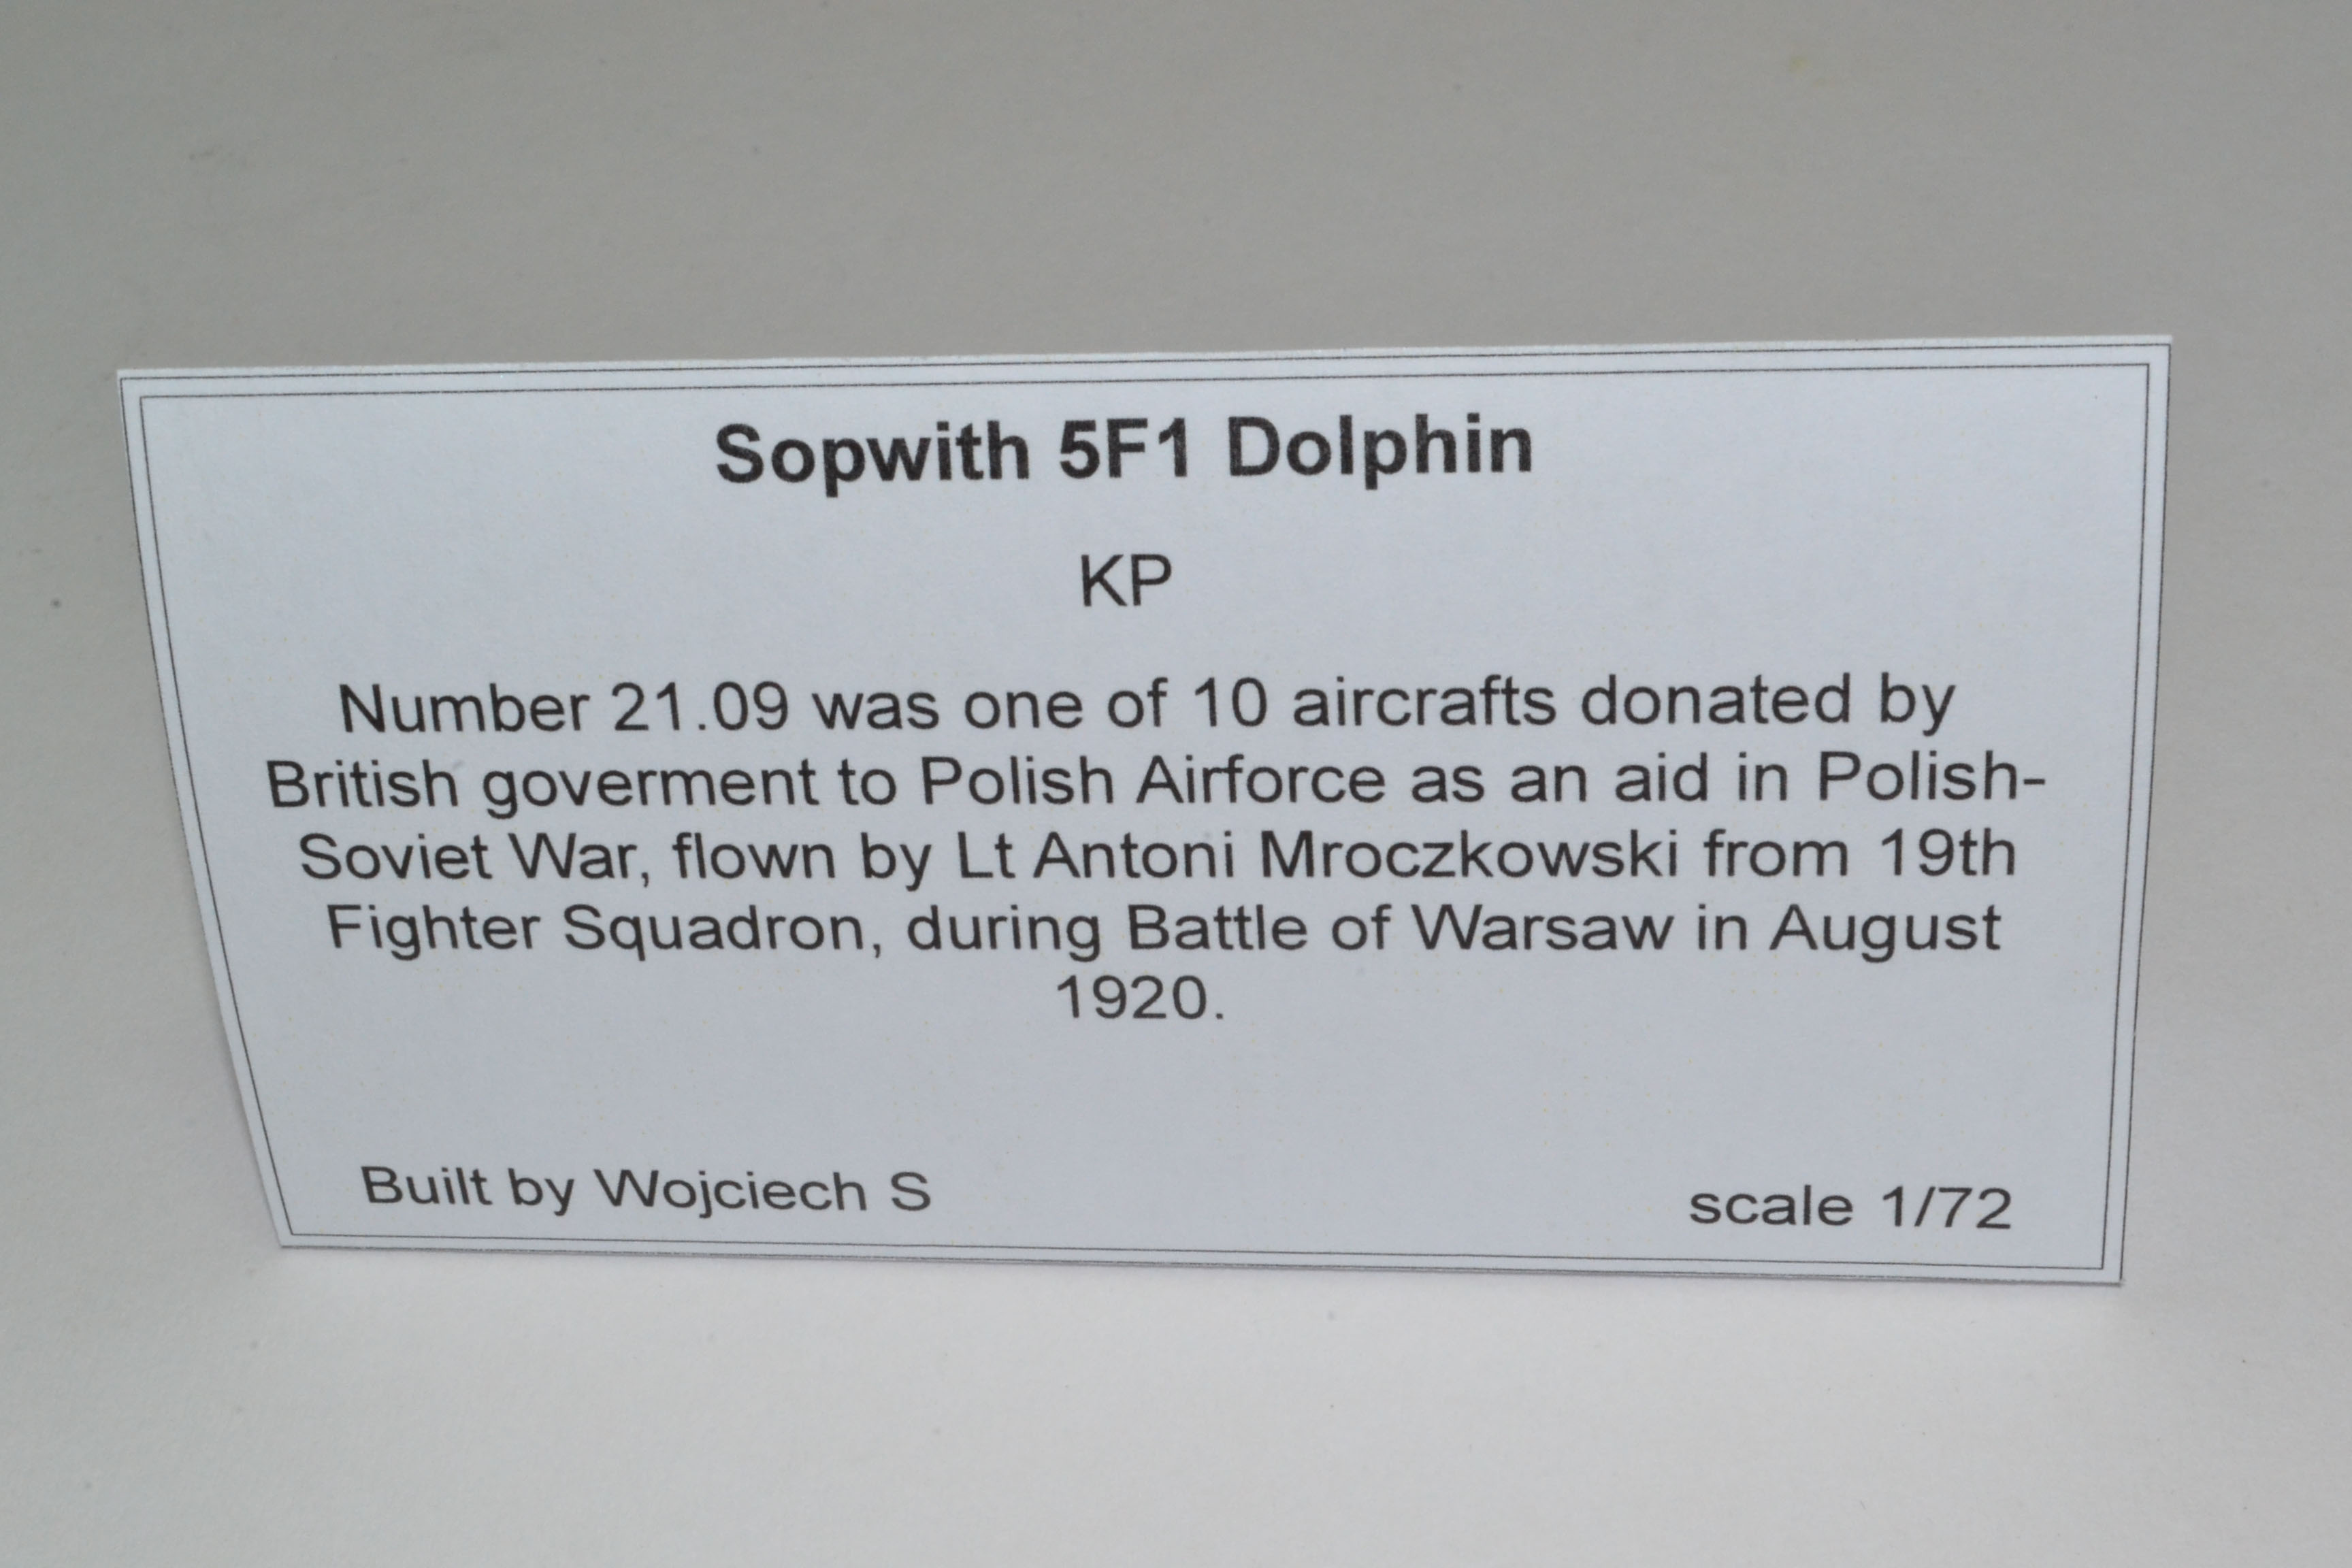 Sopwith 5F1 Dolphin
KP
Number 21.09 was one of 10 aircrafts donated by
British goverment to Polish Airforce as an aid in Polish-
Soviet War, flown by Lt Antoni Mroczkowski from 19th
Fighter Squadron, during Battle of Warsaw in August
1920.
Built by Wojciech S
scale 1/72